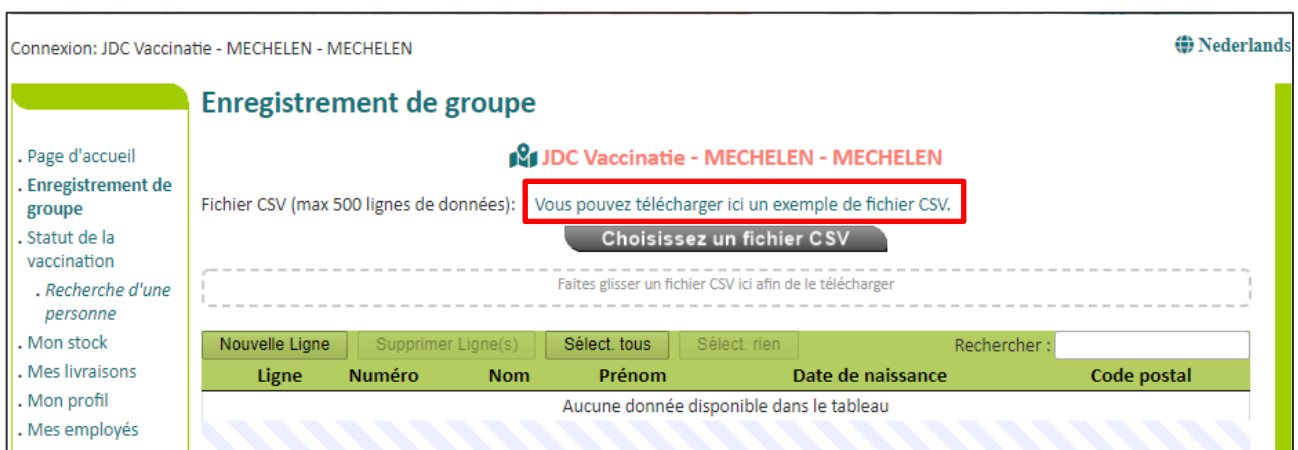 Connexion: JDC Vaccinatie - MECHELEN - MECHELEN
Nederlands
Enregistrement de groupe
. Page d'accueil
. Enregistrement de
groupe
. Statut de la
vaccination
. Recherche d'une
personne
. Mon stock
. Mes livraisons
. Mon profil
. Mes employés
JDC Vaccinatie - MECHELEN - MECHELEN
Fichier CSV (max 500 lignes de données): Vous pouvez télécharger ici un exemple de fichier CSV.
Choisissez un fichier CSV
Faites glisser un fichier CSV ici afin de le télécharger
Nouvelle Ligne Supprimer Ligne(s) Sélect. tous Sélect. rien Rechercher :
Ligne Numéro Nom Prénom Date de naissance Code postal
Aucune donnée disponible dans le tableau